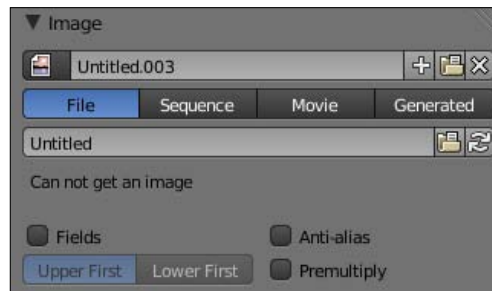 Image
Untitled.003
File Sequence Movie Generated
Untitled
Can not get an image
Fields Anti-alias
Upper First Lower First Premultiply